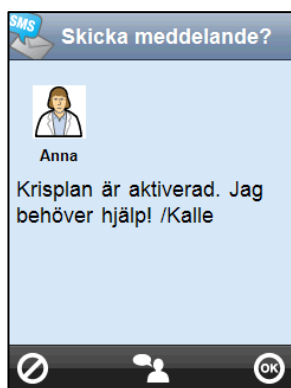 SMS
Skicka meddelande?
Anna
Krisplan är aktiverad. Jag
behöver hjälp! /Kalle
OK